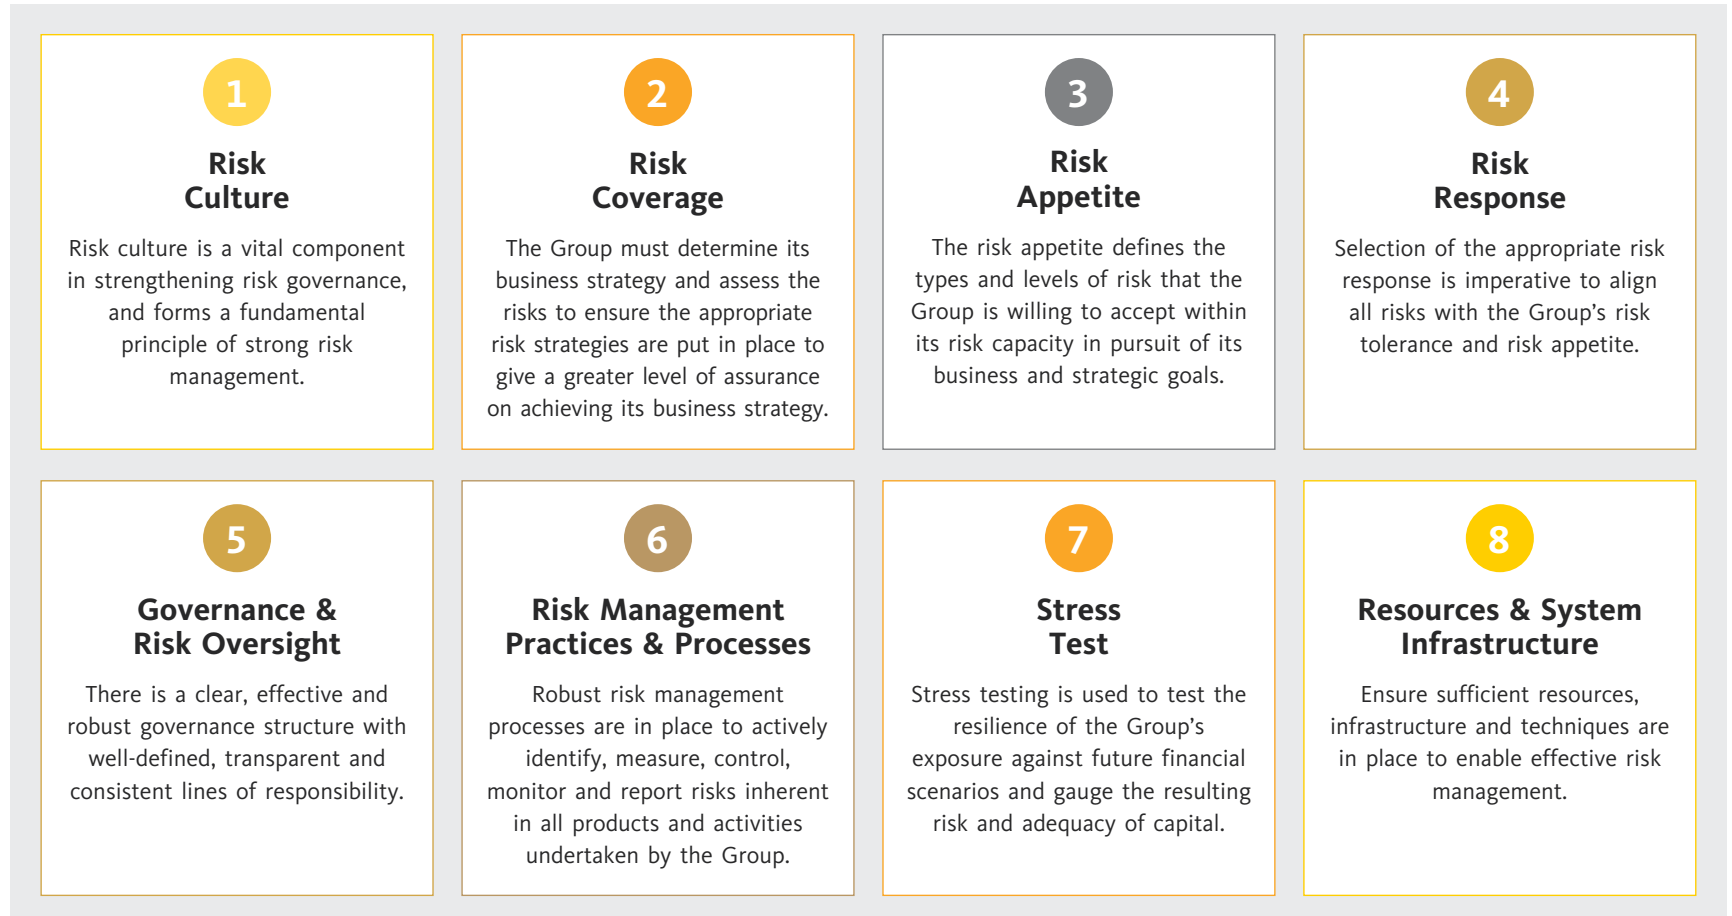 1
Risk
Culture
Risk culture is a vital component
in strengthening risk governance,
and forms a fundamental
principle of strong risk
management.
2
Risk
Coverage
The Group must determine its
business strategy and assess the
risks to ensure the appropriate
risk strategies are put in place to
give a greater level of assurance
on achieving its business strategy.
3
Risk
Appetite
The risk appetite defines the
types and levels of risk that the
Group is willing to accept within
its risk capacity in pursuit of its
business and strategic goals.
4
Risk
Response
Selection of the appropriate risk
response is imperative to align
all risks with the Group’s risk
tolerance and risk appetite.
5
Governance &
Risk Oversight
There is a clear, effective and
robust governance structure with
well-defined, transparent and
consistent lines of responsibility.
6
Risk Management
Practices & Processes
Robust risk management
processes are in place to actively
identify, measure, control,
monitor and report risks inherent
in all products and activities
undertaken by the Group.
7
Stress
Test
Stress testing is used to test the
resilience of the Group’s
exposure against future financial
scenarios and gauge the resulting
risk and adequacy of capital.
8
Resources & System
Infrastructure
Ensure sufficient resources,
infrastructure and techniques are
in place to enable effective risk
management.